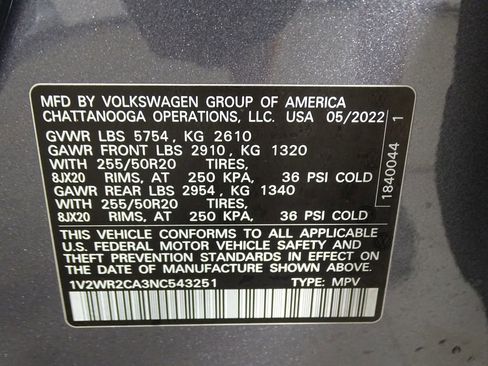 MFD BY VOLKSWAGEN GROUP OF AMERICA
CHATTANOOGA OPERATIONS, LLC. USA 05/2022
GVWR LBS 5754, KG 2610
GAWR FRONT LBS 2910, KG 1320
WITH 255/50R20 TIRES,
8JX20 RIMS, AT 250 KPA, 36 PSI COLD
GAWR REAR LBS 2954, KG 1340
WITH 255/50R20 TIRES,
8JX20 RIMS, AT 250 KPA, 36 PSI COLD
THIS VEHICLE CONFORMS TO ALL APPLICABLE
U.S. FEDERAL MOTOR VEHICLE SAFETY AND
THEFT PREVENTION STANDARDS IN EFFECT ON
THE DATE OF MANUFACTURE SHOWN ABOVE.
1V2WR2CA3NC543251 TYPE: MPV
1840044 1